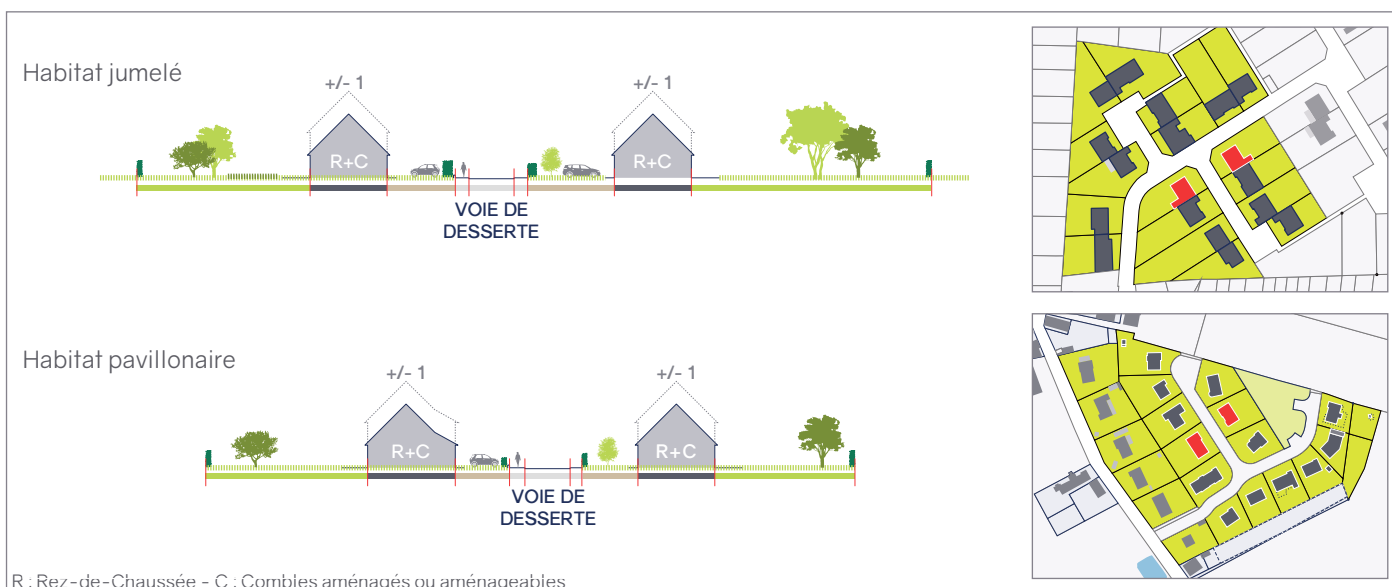 Habitat jumelé
+/- 1
+/- 1
R+C
R+C
VOIE DE
DESSERTE
Habitat pavillonaire
+/- 1
+/- 1
R+C
R+C
VOIE DE
DESSERTE
R : Rez-de-Chaussée - C : Combles aménagés ou aménageables